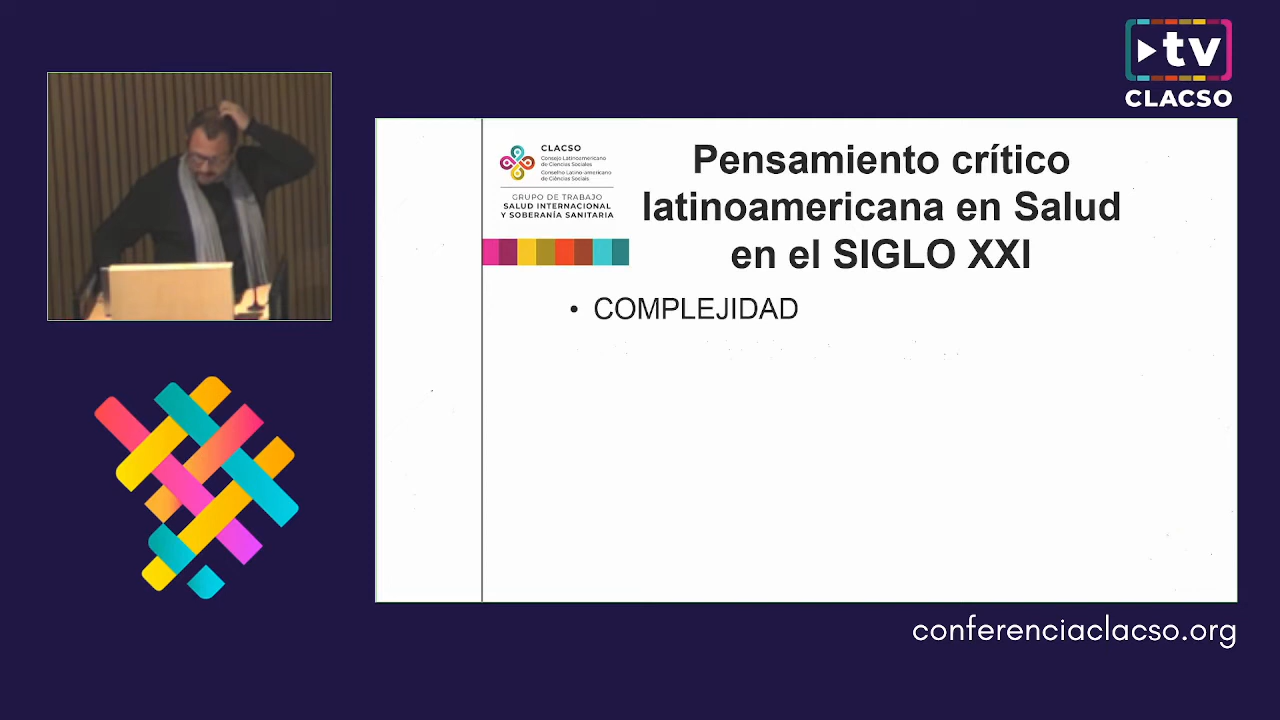 tv
CLACSO
CLACSO
Consejo Latinoamericano
de Ciencias Sociales
Conselho Latino-americano
de Ciências Sociais
GRUPO DE TRABAJO
SALUD INTERNACIONAL
Y SOBERANÍA SANITARIA
Pensamiento crítico
latinoamericana en Salud
en el SIGLO XXI
• COMPLEJIDAD
conferenciaclacso.org